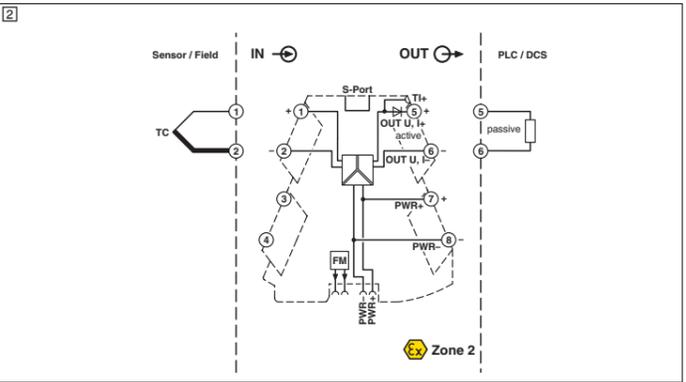 2
Sensor / Field
IN
OUT
PLC / DCS
S-Port
TI+
+ 1
5 +
OUT U, I+
active
1
5
TC
passive
2
6
− 2
6 −
OUT U, I−
3
7 +
PWR+
4
8 −
PWR−
FM
PWR−
PWR+
Ex Zone 2